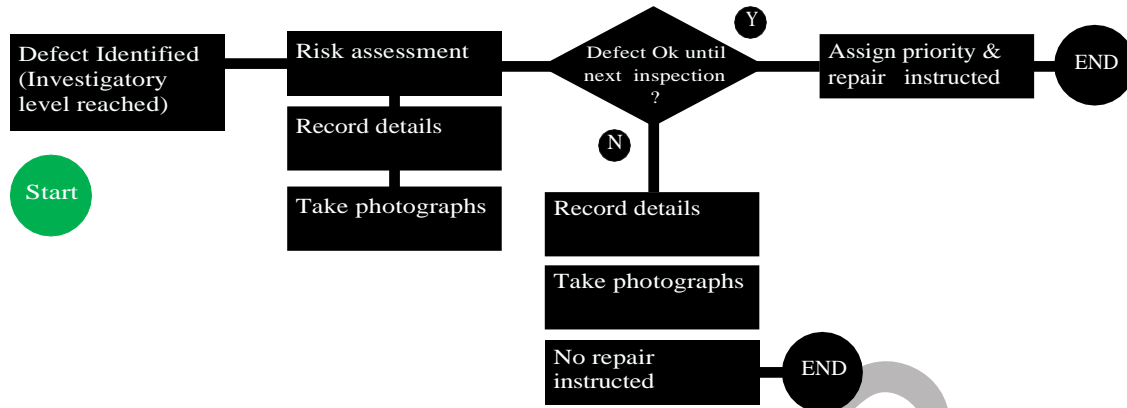 Defect Identified
(Investigatory
level reached)
Start
Risk assessment
Record details
Take photographs
Defect Ok until
next inspection
?
Y
N
Assign priority &
repair instructed
END
Record details
Take photographs
No repair
instructed
END